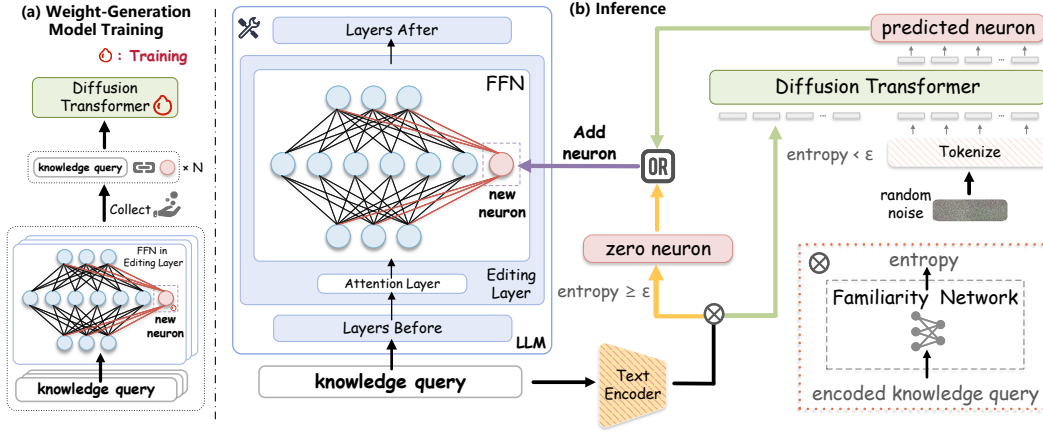 (a) Weight-Generation
Model Training
: Training
Diffusion
Transformer
knowledge query
× N
Collect
FFN in
Editing Layer
new
neuron
knowledge query
Layers After
FFN
new
neuron
Attention Layer
Editing
Layer
Layers Before
LLM
knowledge query
(b) Inference
predicted neuron
...
Diffusion Transformer
...
...
Add
neuron
OR
entropy < ε
Tokenize
random
noise
zero neuron
entropy ≥ ε
Text
Encoder
entropy
Familiarity Network
encoded knowledge query